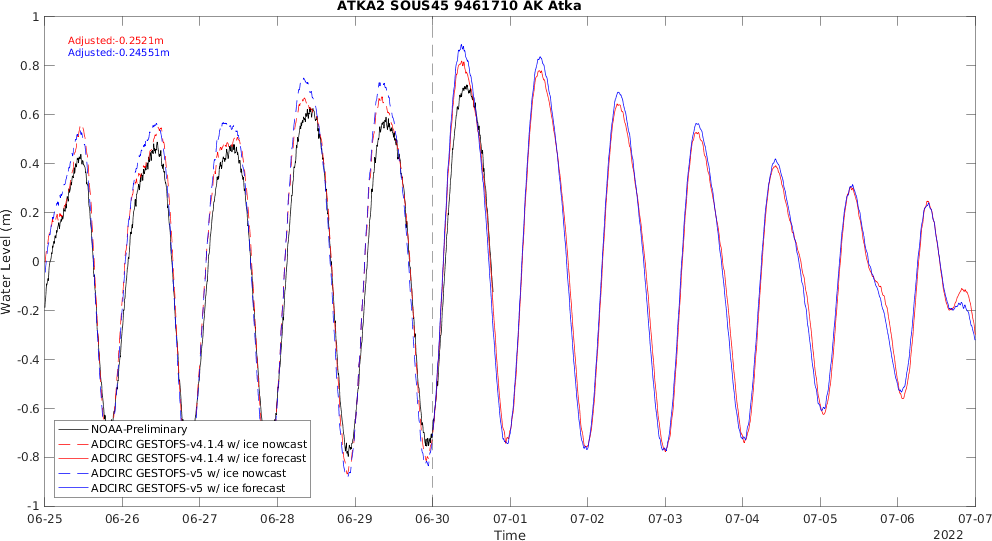 ATKA2 SOUS45 9461710 AK Atka
Adjusted:-0.2521m
Adjusted:-0.24551m
Water Level (m)
1
0.8
0.6
0.4
0.2
0
-0.2
-0.4
-0.6
-0.8
-1
NOAA-Preliminary
ADCIRC GESTOFS-v4.1.4 w/ ice nowcast
ADCIRC GESTOFS-v4.1.4 w/ ice forecast
ADCIRC GESTOFS-v5 w/ ice nowcast
ADCIRC GESTOFS-v5 w/ ice forecast
06-25 06-26 06-27 06-28 06-29 06-30 07-01 07-02 07-03 07-04 07-05 07-06 07-07
Time
2022